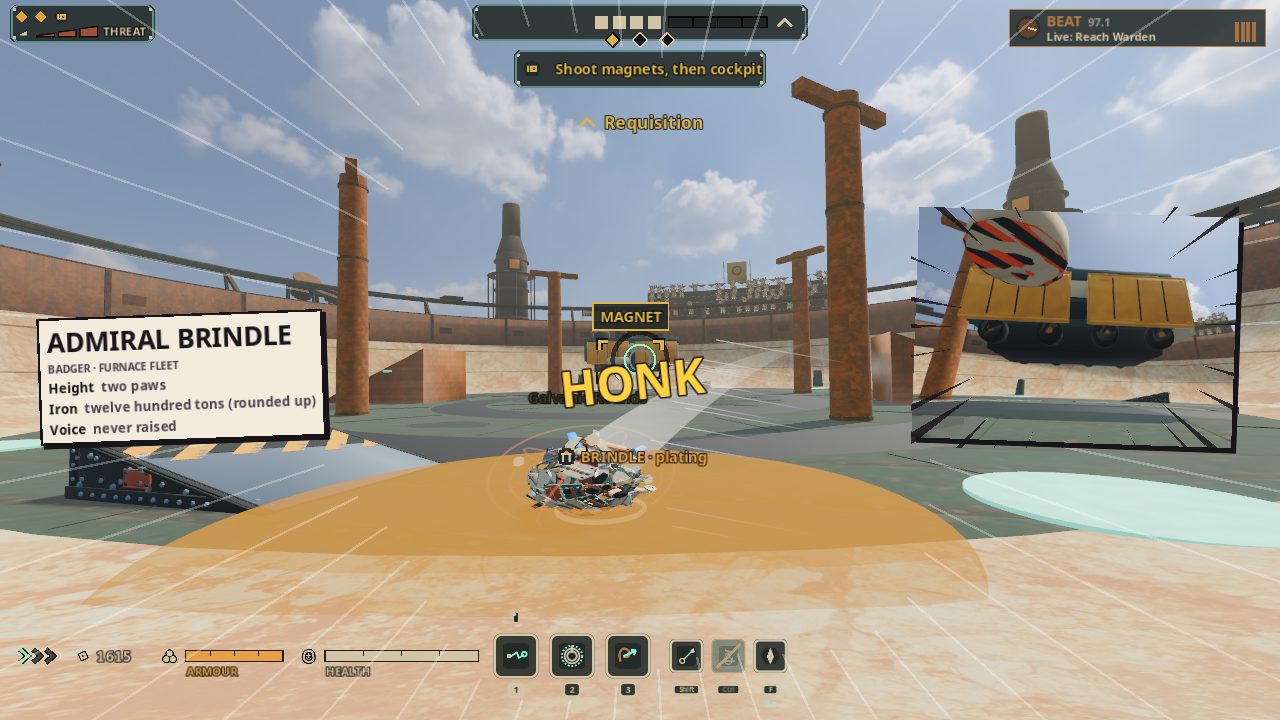 THREAT
BEAT 97.1
Live: Reach Warden
Shoot magnets, then cockpit
Requisition
MAGNET
HONK
ADMIRAL BRINDLE
BADGER · FURNACE FLEET
Height two paws
Iron twelve hundred tons (rounded up)
Voice never raised
BRINDLE · plating
1615
ARMOUR
HEALTH
1
2
3
Shift
Ctrl
F